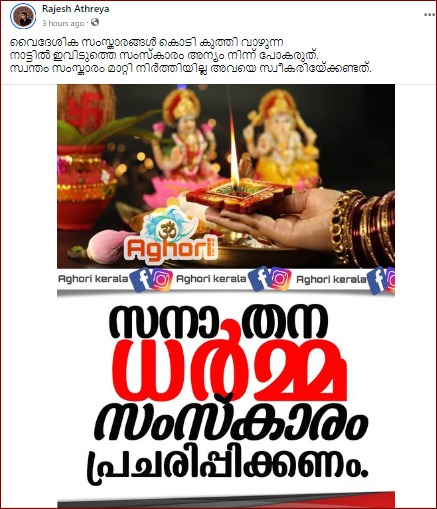 Rajesh Athreya
3 hours ago ·
വൈദേശിക സംസ്ക്കാരങ്ങൾ കൊടി കുത്തി വാഴുന്ന
നാട്ടിൽ ഇവിടുത്തെ സംസ്കാരം അന്യം നിന്ന് പോകരുത്.
സ്വന്തം സംസ്ക്കാരം മാറ്റി നിർത്തിയില്ല അവയെ സ്വീകരിയ്ക്കേണ്ടത്.
Aghori
Aghori kerala Aghori kerala Aghori kerala
സനാതന
ധർമ്മ
സംസ്കാരം
പ്രചരിപ്പിക്കണം.